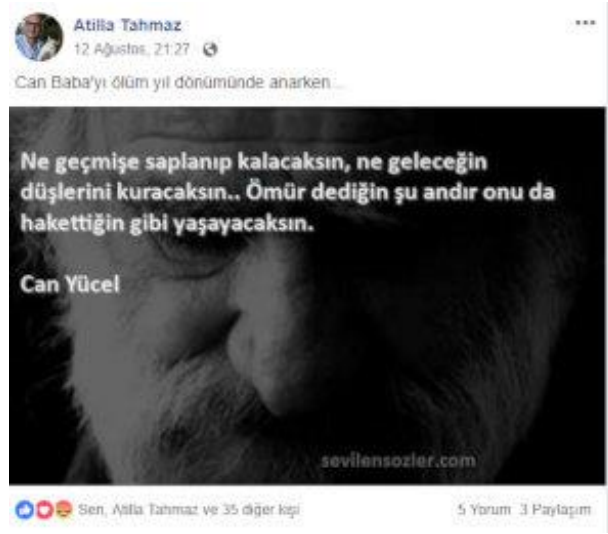 Atilla Tahmaz
12 Ağustos, 21:27
Can Baba'yı ölüm yıl dönümünde anarken...
Ne geçmişe saplanıp kalacaksın, ne geleceğin
düşlerini kuracaksın.. Ömür dediğin şu andır onu da
hakettiğin gibi yaşayacaksın.
Can Yücel
sevilensozler.com
Sen, Atilla Tahmaz ve 35 diğer kişi
5 Yorum 3 Paylaşım